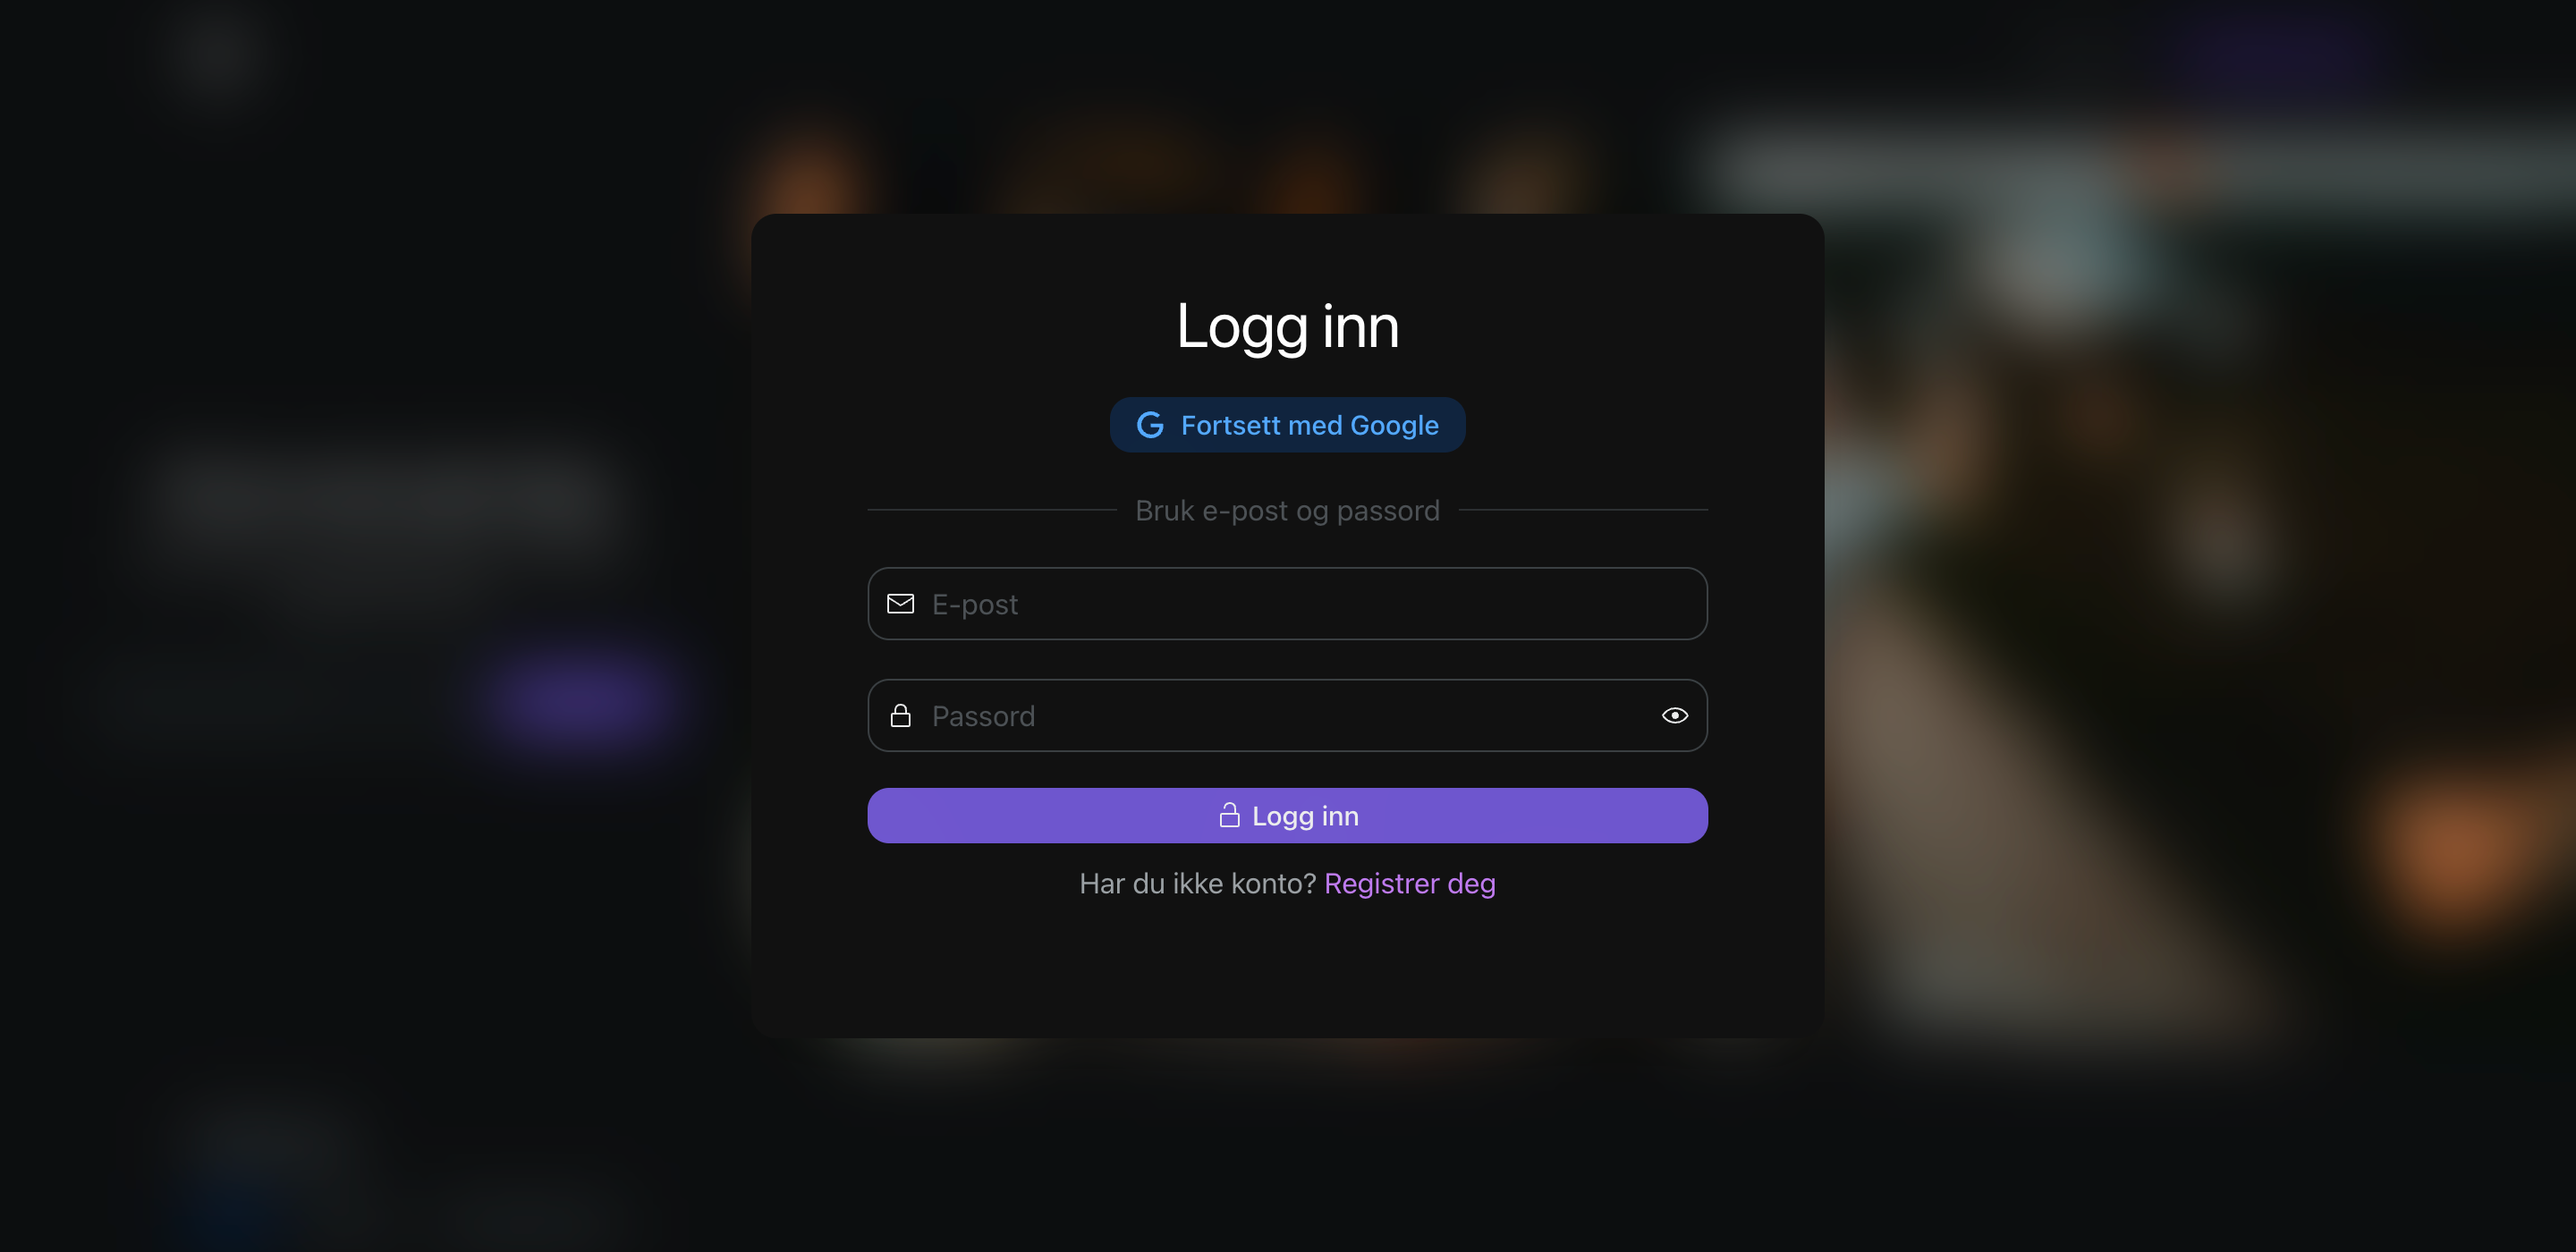 Logg inn
Fortsett med Google
Bruk e-post og passord
E-post
Passord
Logg inn
Har du ikke konto? Registrer deg